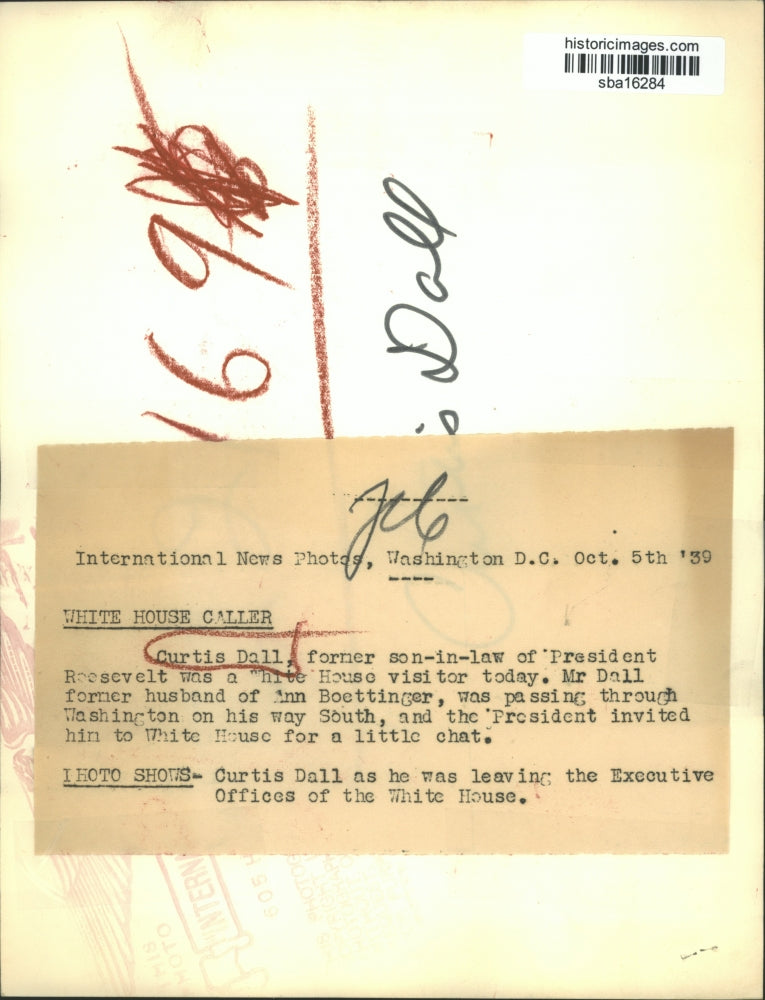 historicimages.com
sba16284
169
Dall
International News Photos, Washington D.C. Oct. 5th '39
WHITE HOUSE CALLER
Curtis Dall, former son-in-law of President
Roosevelt was a White House visitor today. Mr Dall
former husband of Ann Boettinger, was passing through
Washington on his way South, and the President invited
him to White House for a little chat.
PHOTO SHOWS- Curtis Dall as he was leaving the Executive
Offices of the White House.